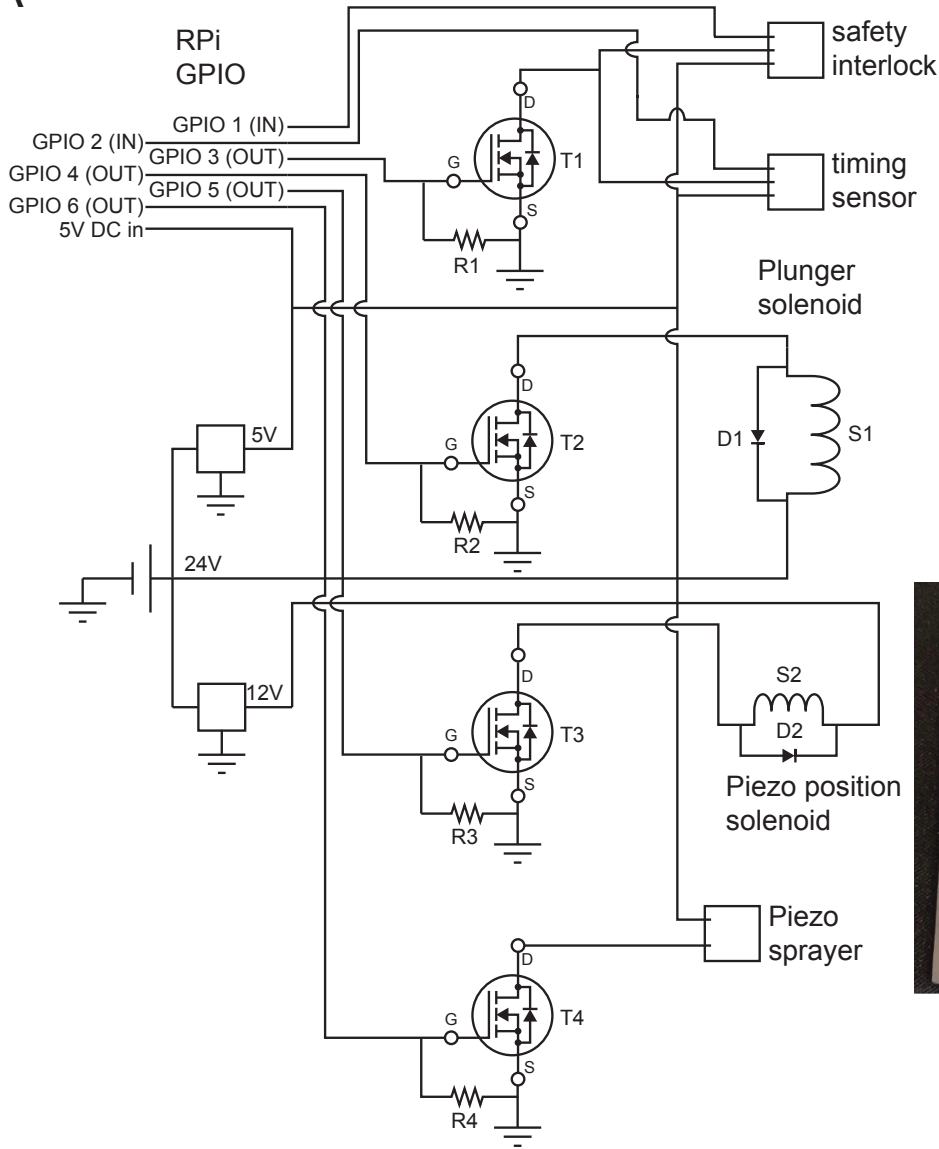 RPi
GPIO
safety
interlock
GPIO 1 (IN)
GPIO 2 (IN)
GPIO 3 (OUT)
GPIO 4 (OUT)
GPIO 5 (OUT)
GPIO 6 (OUT)
5V DC in
D
G
T1
S
R1
timing
sensor
Plunger
solenoid
D
G
T2
S
R2
D1
S1
5V
24V
12V
D
G
T3
S
R3
S2
D2
Piezo position
solenoid
Piezo
sprayer
D
G
T4
S
R4